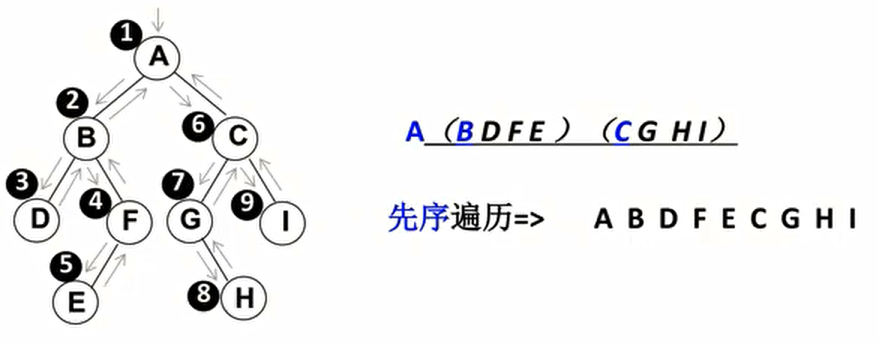 1 A
2 B 6 C
3 D 4 F 7 G 9 I
5 E 8 H
A（B D F E ）（C G H I）
先序遍历=> A B D F E C G H I